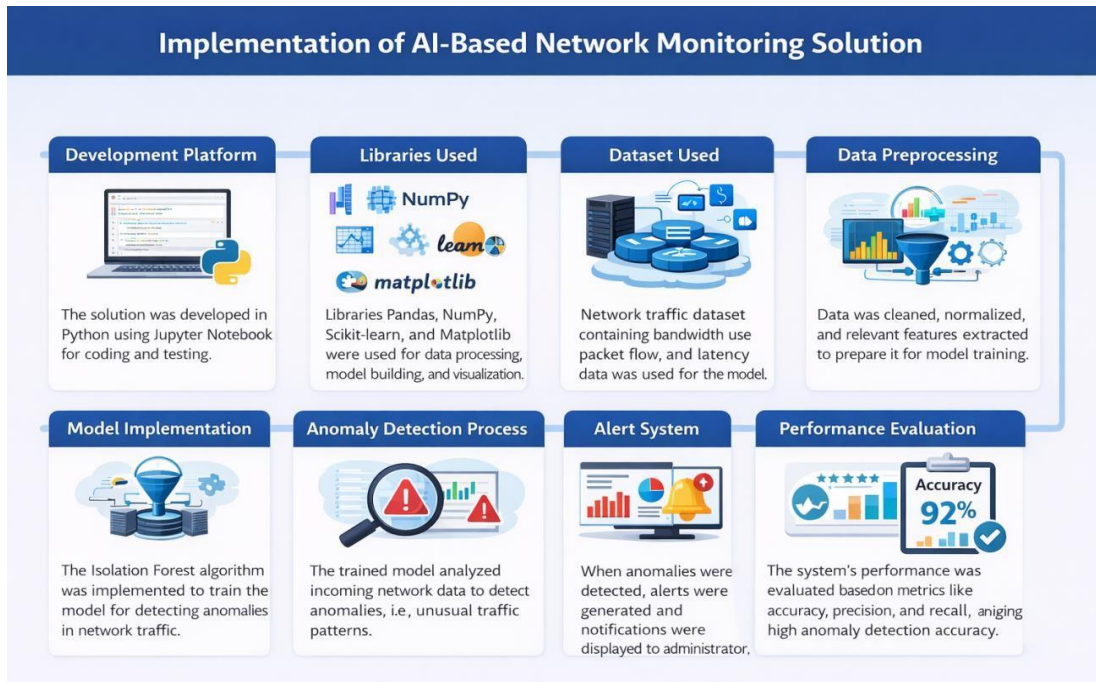 Implementation of AI-Based Network Monitoring Solution
Development Platform
The solution was developed in
Python using Jupyter Notebook
for coding and testing.
Libraries Used
NumPy
learn
matplotlib
Libraries Pandas, NumPy,
Scikit-learn, and Matplotlib
were used for data processing,
model building, and visualization.
Dataset Used
Network traffic dataset
containing bandwidth use
packet flow, and latency
data was used for the model.
Data Preprocessing
Data was cleaned, normalized,
and relevant features extracted
to prepare it for model training.
Model Implementation
The Isolation Forest algorithm
was implemented to train the
model for detecting anomalies
in network traffic.
Anomaly Detection Process
The trained model analyzed
incoming network data to detect
anomalies, i.e., unusual traffic
patterns.
Alert System
When anomalies were
detected, alerts were
generated and
notifications were
displayed to administrator,
Performance Evaluation
Accuracy
92%
The system's performance was
evaluated basedon metrics like
accuracy, precision, and recall, aniging
high anomaly detection accuracy.